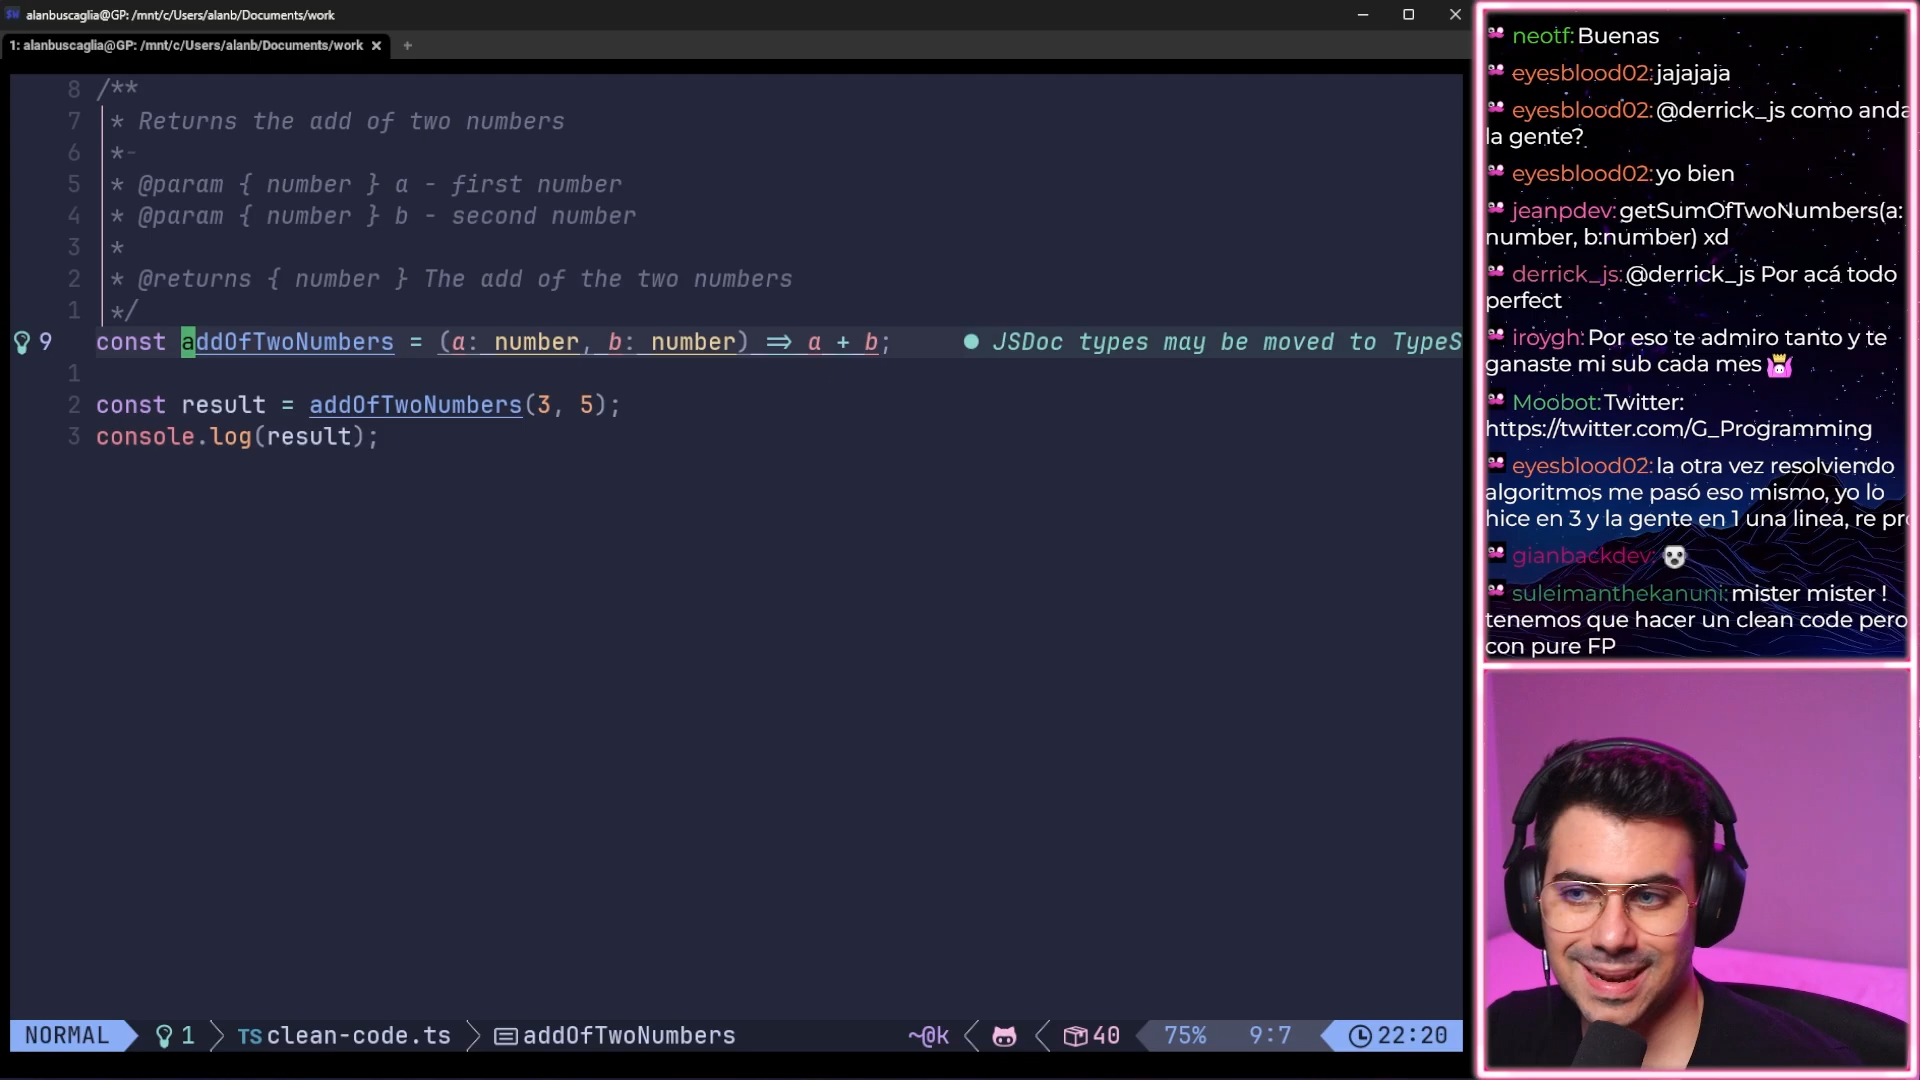 alanbuscaglia@GP: /mnt/c/Users/alanb/Documents/work
1: alanbuscaglia@GP: /mnt/c/Users/alanb/Documents/work × +
8 /**
7 * Returns the add of two numbers
6 *-
5 * @param { number } a - first number
4 * @param { number } b - second number
3 *
2 * @returns { number } The add of the two numbers
1 */
9 const addOfTwoNumbers = (a: number, b: number) => a + b; ● JSDoc types may be moved to TypeS
1
2 const result = addOfTwoNumbers(3, 5);
3 console.log(result);
NORMAL 1 TS clean-code.ts addOfTwoNumbers ~@k 40 75% 9:7 22:20
neotf: Buenas
eyesblood02: jajajaja
eyesblood02: @derrick_js como anda
la gente?
eyesblood02: yo bien
jeanpdev: getSumOfTwoNumbers(a:
number, b:number) xd
derrick_js: @derrick_js Por acá todo
perfect
iroygh: Por eso te admiro tanto y te
ganaste mi sub cada mes
Moobot: Twitter:
https://twitter.com/G_Programming
eyesblood02: la otra vez resolviendo
algoritmos me pasó eso mismo, yo lo
hice en 3 y la gente en 1 una linea, re pro
gianbackdev:
suleimanthekanuni: mister mister !
tenemos que hacer un clean code pero
con pure FP